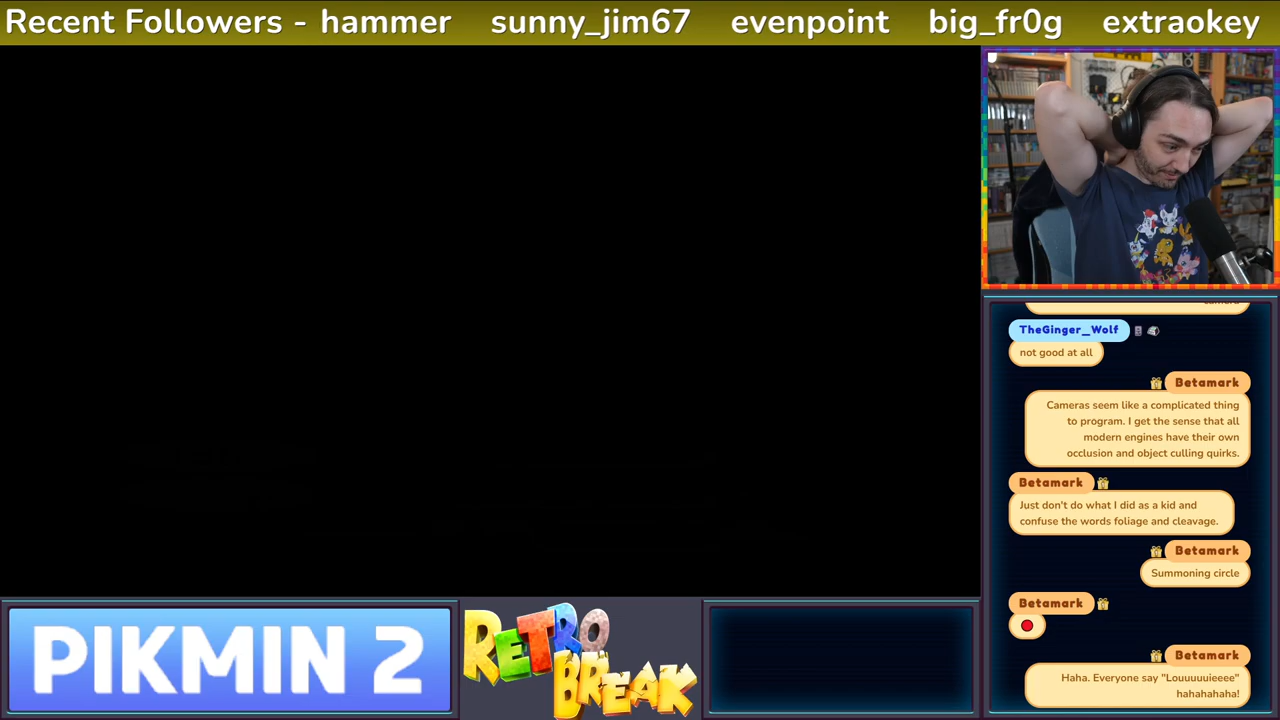 Recent Followers - hammer sunny_jim67 evenpoint big_fr0g extraokey
TheGinger_Wolf
not good at all
Betamark
Cameras seem like a complicated thing
to program. I get the sense that all
modern engines have their own
occlusion and object culling quirks.
Betamark
Just don't do what I did as a kid and
confuse the words foliage and cleavage.
Betamark
Summoning circle
Betamark
Betamark
Haha. Everyone say "Louuuuuieeee"
hahahahaha!
PIKMIN 2
RETRO
BREAK